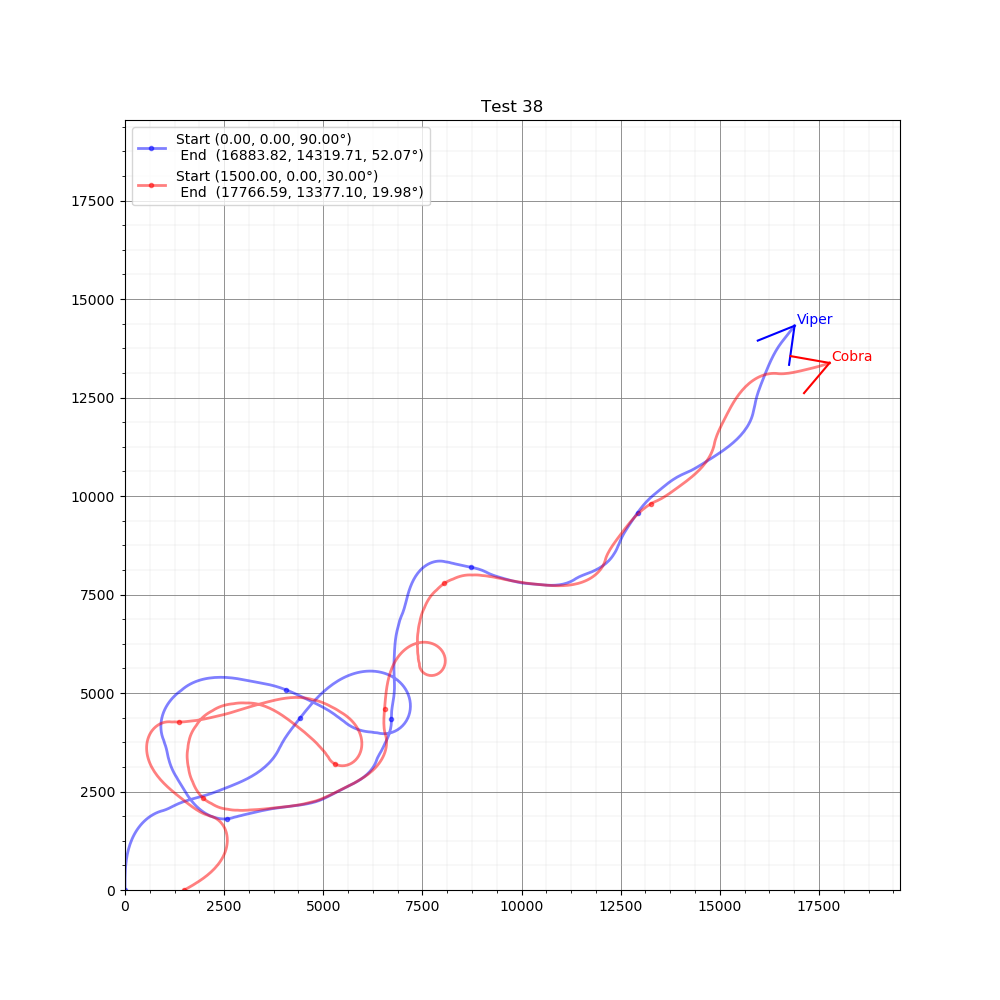 Test 38
Start (0.00, 0.00, 90.00°)
End  (16883.82, 14319.71, 52.07°)
Start (1500.00, 0.00, 30.00°)
End  (17766.59, 13377.10, 19.98°)
17500
15000
12500
10000
7500
5000
2500
0
Viper
Cobra
0 2500 5000 7500 10000 12500 15000 17500